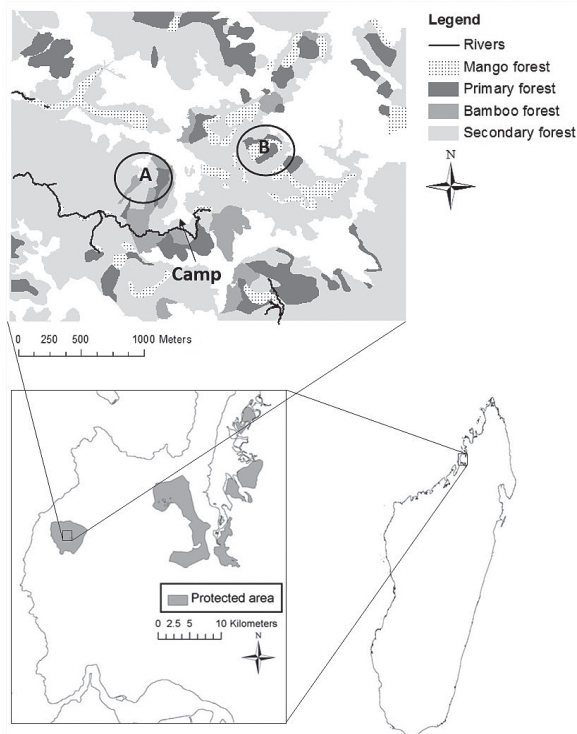 Legend
Rivers
Mango forest
Primary forest
Bamboo forest
Secondary forest
N
A
B
Camp
0 250 500 1000 Meters
Protected area
0 2.5 5 10 Kilometers
N